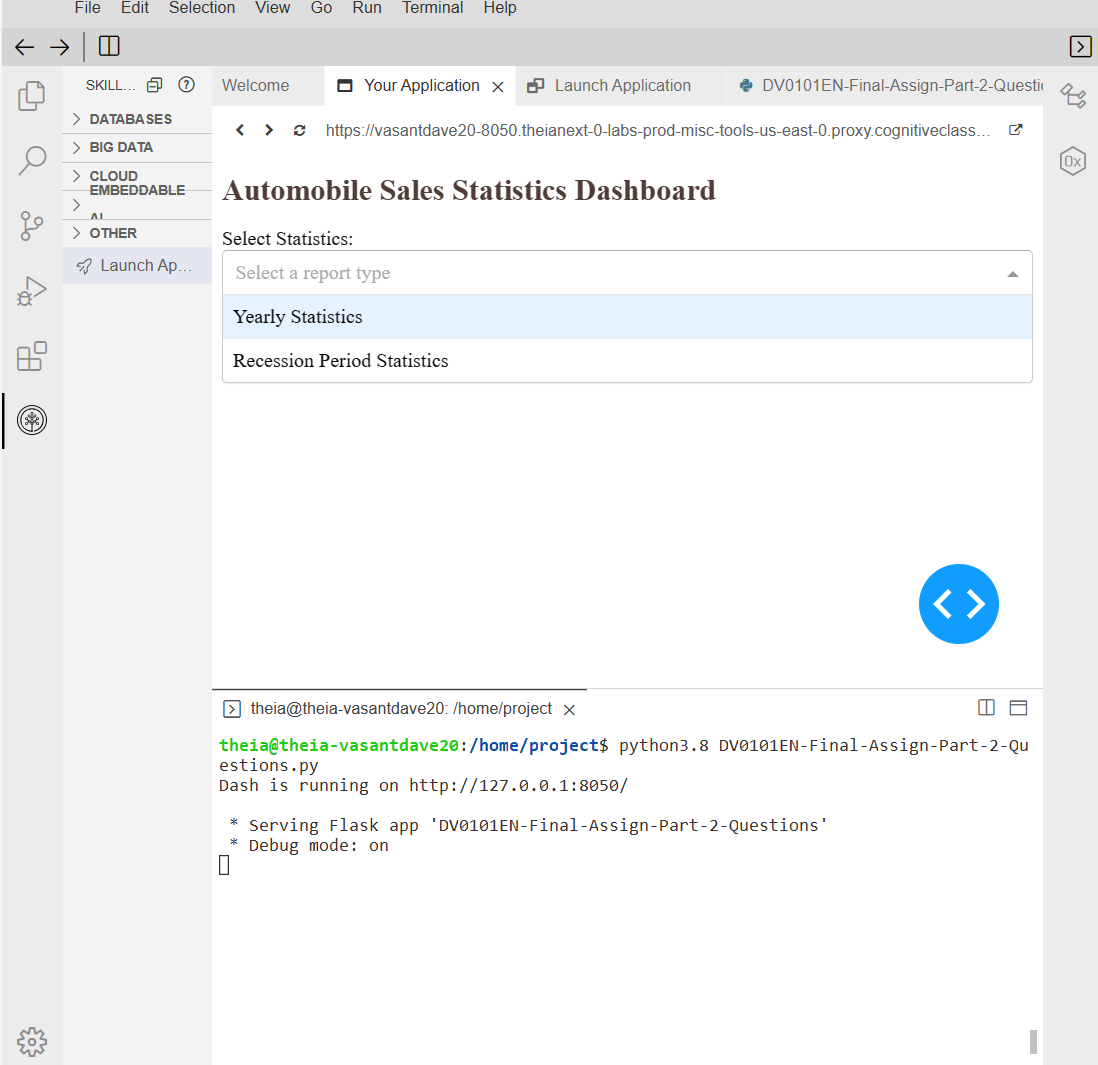 File Edit Selection View Go Run Terminal Help
SKILL... Welcome Your Application Launch Application DV0101EN-Final-Assign-Part-2-Questi
DATABASES
BIG DATA
CLOUD
EMBEDDABLE
AI
OTHER
Launch Ap...
https://vasantdave20-8050.theianext-0-labs-prod-misc-tools-us-east-0.proxy.cognitiveclass...
Automobile Sales Statistics Dashboard
Select Statistics:
Select a report type
Yearly Statistics
Recession Period Statistics
0x
theia@theia-vasantdave20: /home/project
theia@theia-vasantdave20:/home/project$ python3.8 DV0101EN-Final-Assign-Part-2-Qu
estions.py
Dash is running on http://127.0.0.1:8050/
* Serving Flask app 'DV0101EN-Final-Assign-Part-2-Questions'
* Debug mode: on